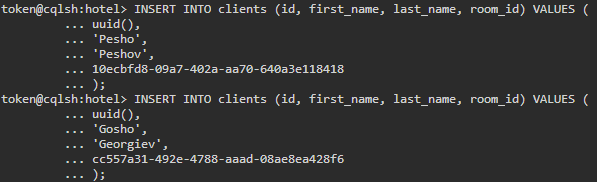 token@cqlsh:hotel> INSERT INTO clients (id, first_name, last_name, room_id) VALUES (
... uuid(),
... 'Pesho',
... 'Peshov',
... 10ecbfd8-09a7-402a-aa70-640a3e118418
... );
token@cqlsh:hotel> INSERT INTO clients (id, first_name, last_name, room_id) VALUES (
... uuid(),
... 'Gosho',
... 'Georgiev',
... cc557a31-492e-4788-aaad-08ae8ea428f6
... );